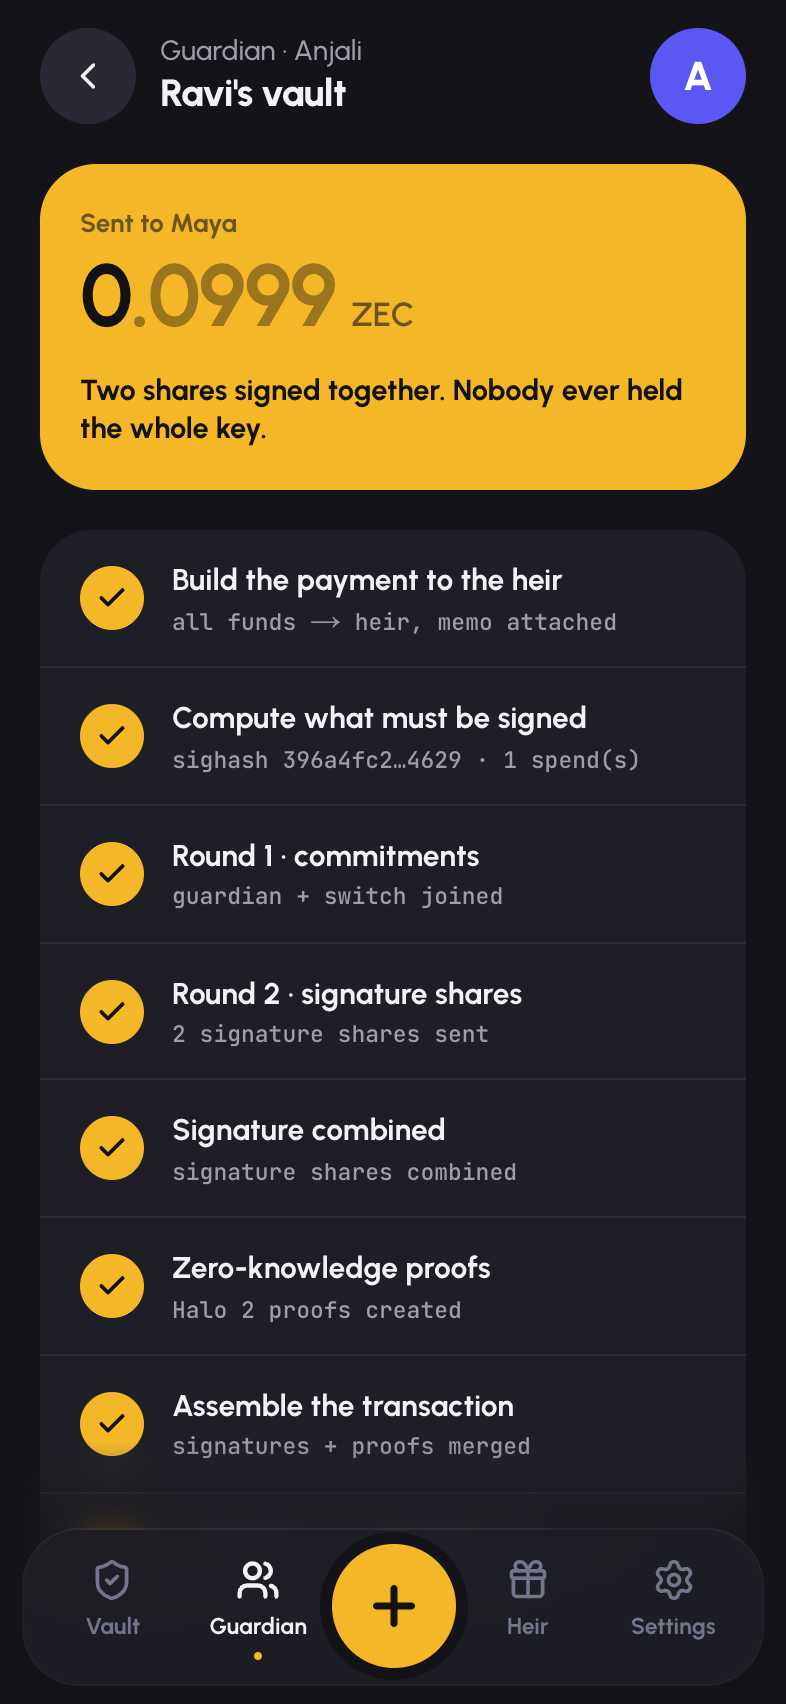 Guardian · Anjali
Ravi's vault
A
Sent to Maya
0.0999 ZEC
Two shares signed together. Nobody ever held
the whole key.
Build the payment to the heir
all funds ⟶ heir, memo attached
Compute what must be signed
sighash 396a4fc2…4629 · 1 spend(s)
Round 1 · commitments
guardian + switch joined
Round 2 · signature shares
2 signature shares sent
Signature combined
signature shares combined
Zero-knowledge proofs
Halo 2 proofs created
Assemble the transaction
signatures + proofs merged
Vault
Guardian
Heir
Settings